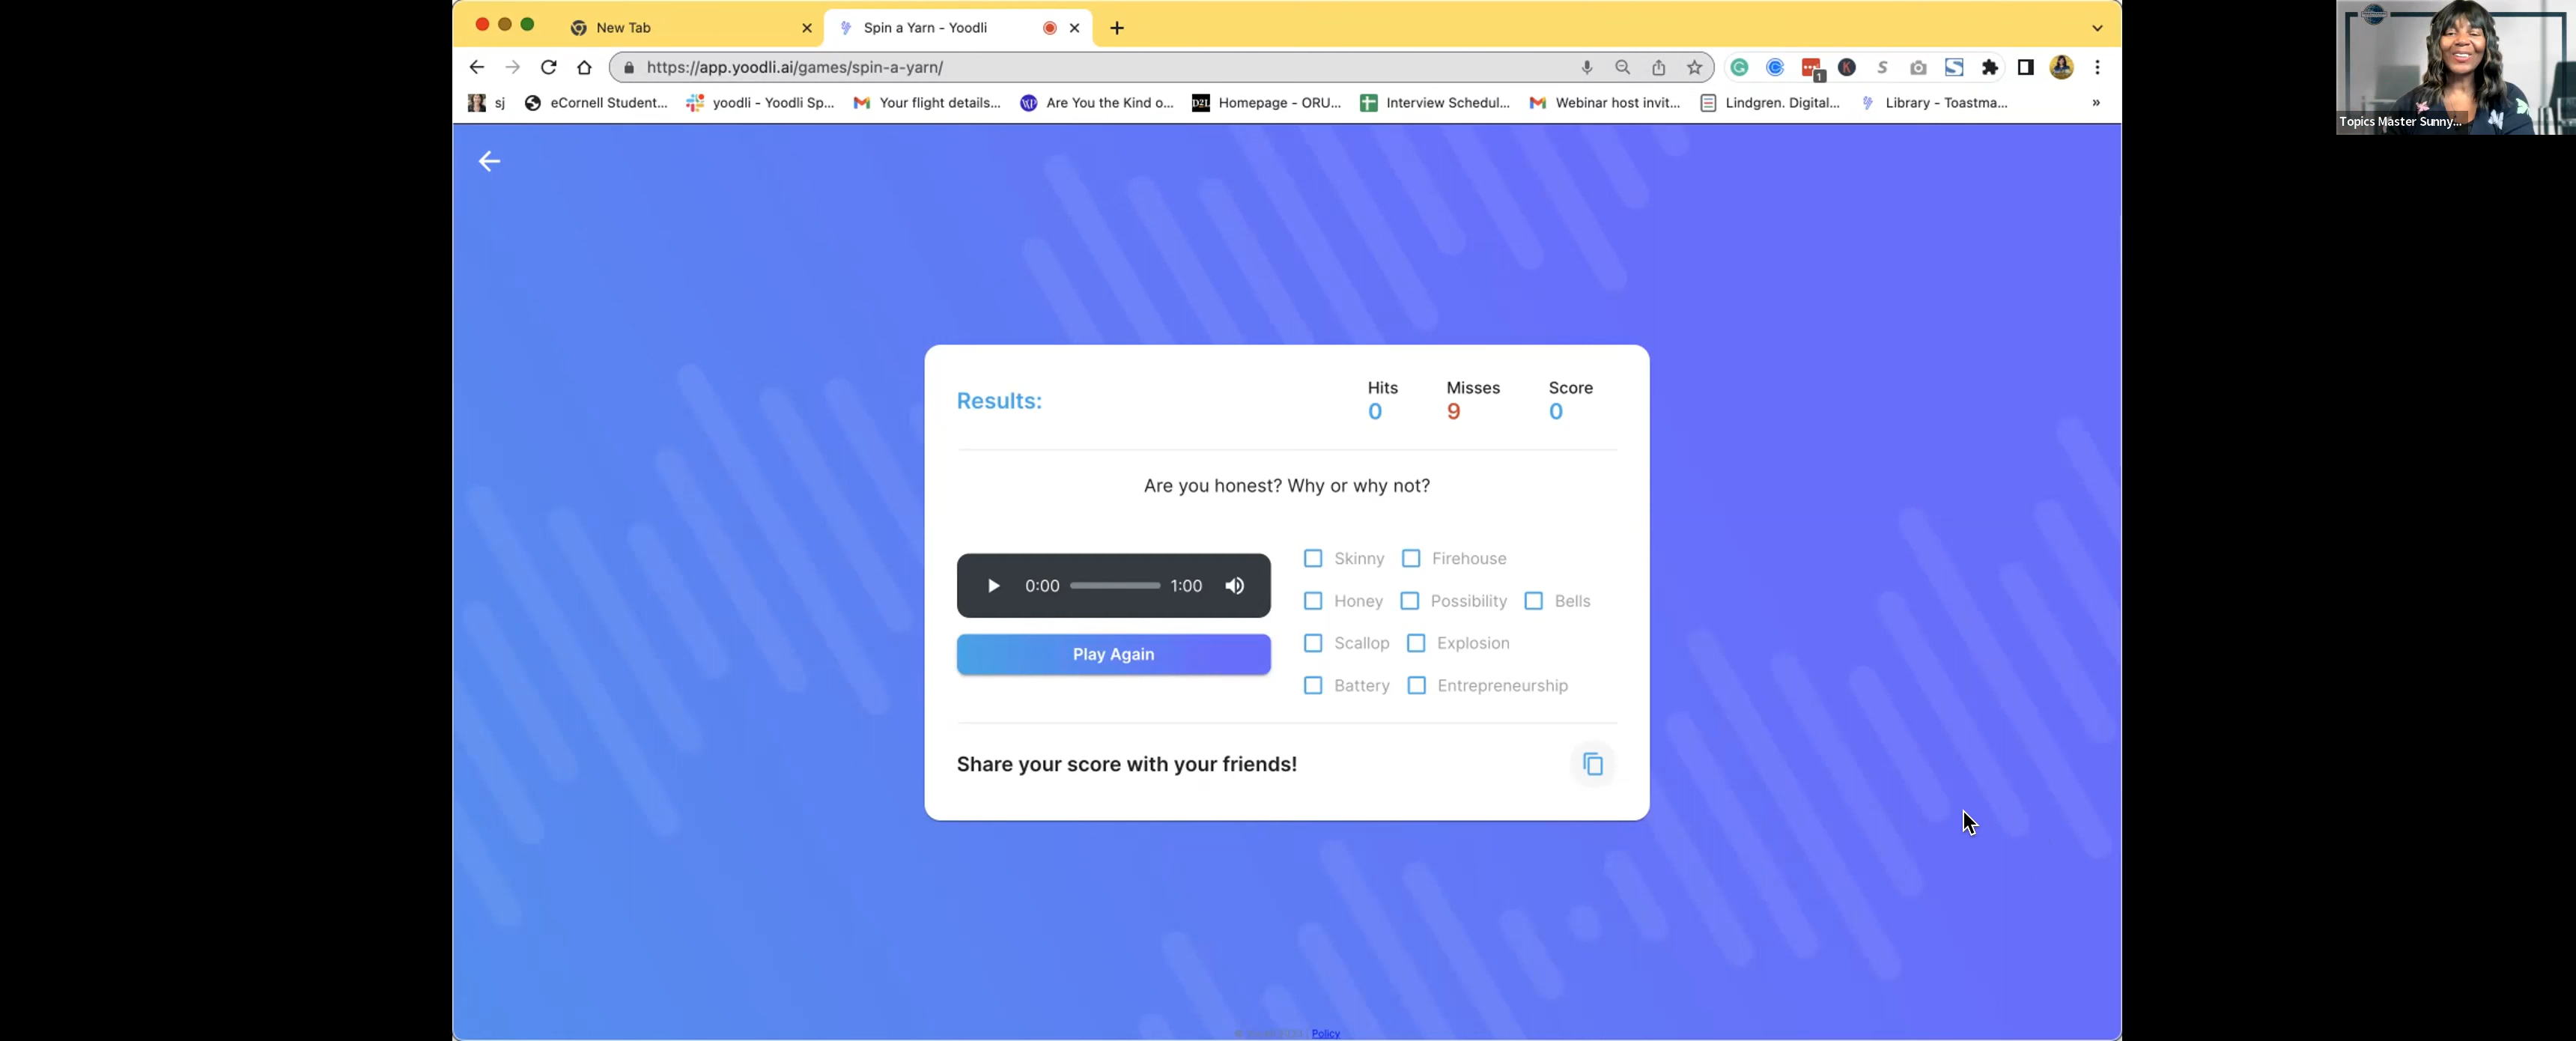 New Tab
Spin a Yarn - Yoodli
https://app.yoodli.ai/games/spin-a-yarn/
1
sj
eCornell Student...
yoodli - Yoodli Sp...
Your flight details...
Are You the Kind o...
D2L
Homepage - ORU...
Interview Schedul...
Webinar host invit...
Lindgren. Digital...
Library - Toastma...
»
Topics Master Sunny...
Results:
Hits Misses Score
0 9 0
Are you honest? Why or why not?
Skinny Firehouse
0:00 1:00
Honey Possibility Bells
Scallop Explosion
Play Again
Battery Entrepreneurship
Share your score with your friends!
Policy